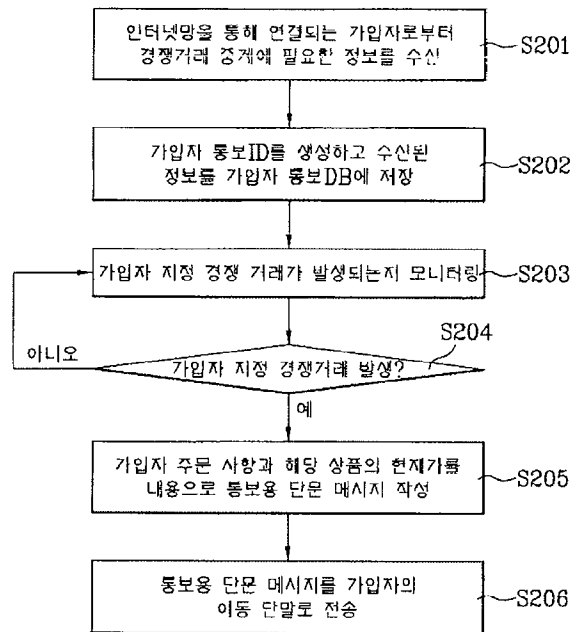 인터넷망을 통해 연결되는 가입자로부터
경쟁거래 중계에 필요한 정보를 수신
S201
가입자 통보ID를 생성하고 수신된
정보를 가입자 통보DB에 저장
S202
가입자 지정 경쟁 거래가 발생되는지 모니터링
S203
S204
아니오
가입자 지정 경쟁거래 발생?
예
가입자 주문 사항과 해당 상품의 현재가를
내용으로 통보용 단문 메시지 작성
S205
통보용 단문 메시지를 가입자의
이동 단말로 전송
S206